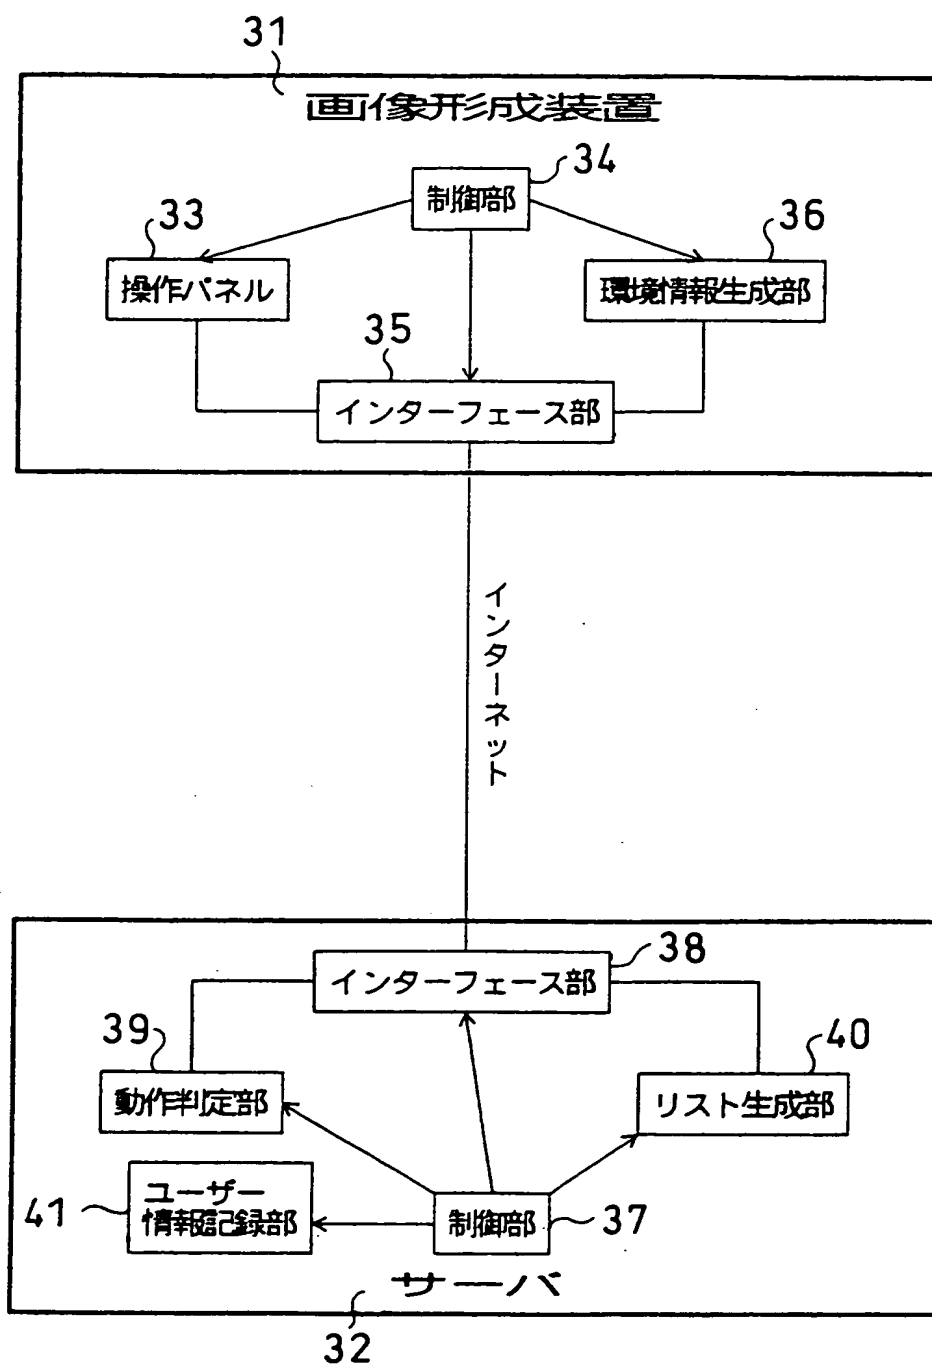 31
画像形成装置
34
制御部
33
操作パネル
36
環境情報生成部
35
インターフェース部
インターネット
38
インターフェース部
39
動作判定部
40
リスト生成部
41
ユーザー
情報記録部
制御部
37
サーバ
32